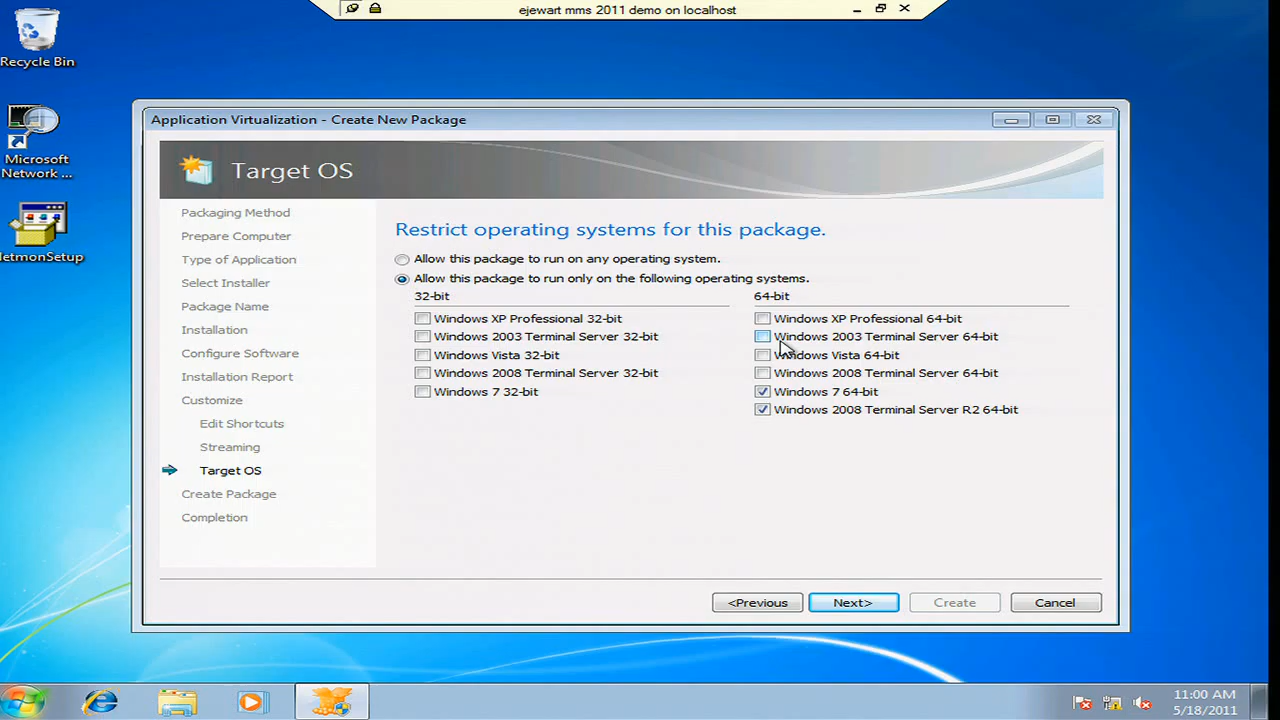 ejewart mms 2011 demo on localhost
Recycle Bin
Microsoft
Network ...
NetmonSetup
Application Virtualization - Create New Package
Target OS
Packaging Method
Prepare Computer
Type of Application
Select Installer
Package Name
Installation
Configure Software
Installation Report
Customize
Edit Shortcuts
Streaming
Target OS
Create Package
Completion
Restrict operating systems for this package.
Allow this package to run on any operating system.
Allow this package to run only on the following operating systems.
32-bit
Windows XP Professional 32-bit
Windows 2003 Terminal Server 32-bit
Windows Vista 32-bit
Windows 2008 Terminal Server 32-bit
Windows 7 32-bit
64-bit
Windows XP Professional 64-bit
Windows 2003 Terminal Server 64-bit
Windows Vista 64-bit
Windows 2008 Terminal Server 64-bit
Windows 7 64-bit
Windows 2008 Terminal Server R2 64-bit
<Previous
Next>
Create
Cancel
11:00 AM
5/18/2011